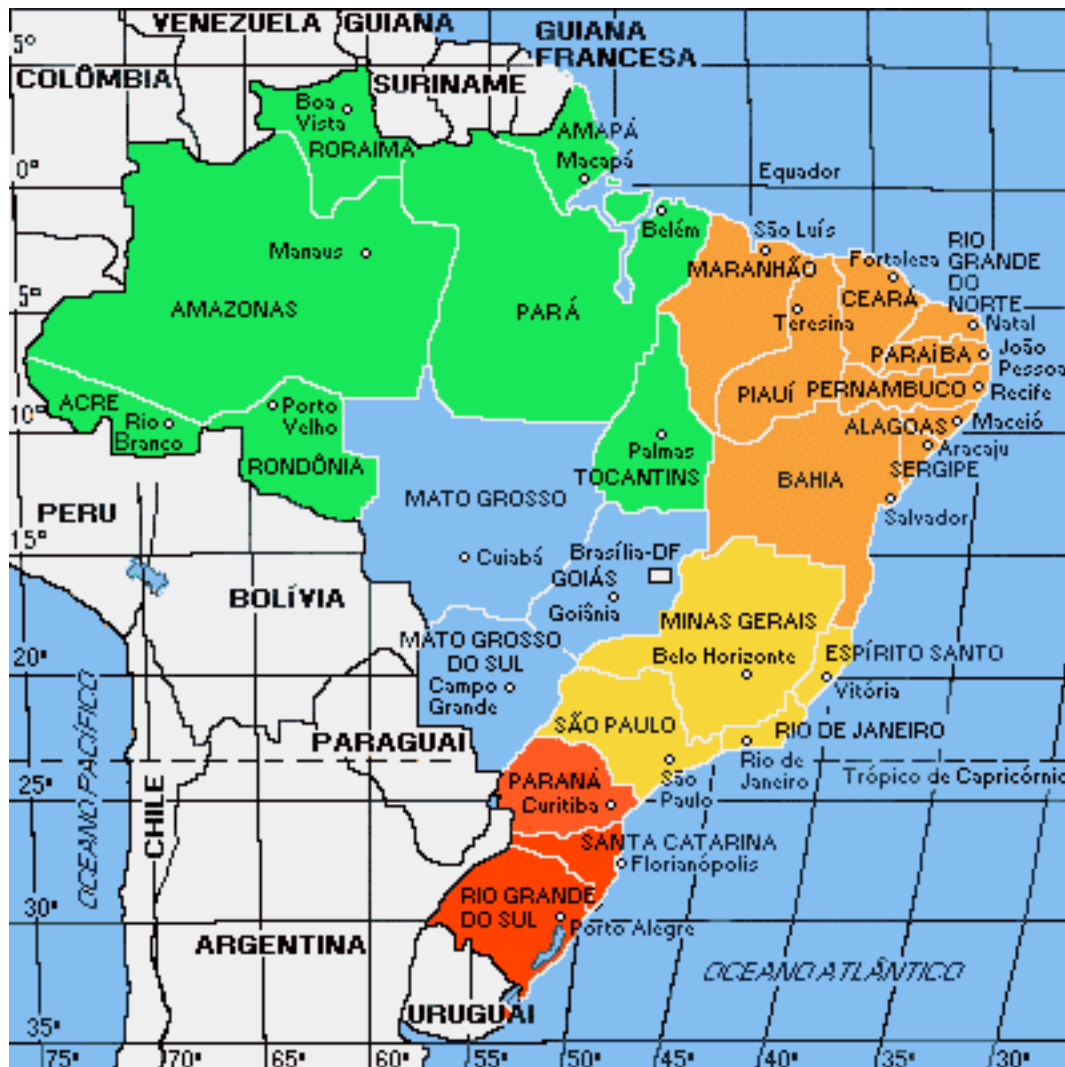 VENEZUELA
GUIANA
GUIANA
FRANCESA
5°
COLÔMBIA
SURINAME
Boa
Vista
RORAIMA
AMAPÁ
Macapá
0°
Equador
Belém
São Luís
Manaus
MARANHÃO
Fortaleza
RIO
GRANDE
DO
NORTE
CEARÁ
5°
AMAZONAS
PARÁ
Teresina
Natal
PARAÍBA
João
Pessoa
PIAUÍ
PERNAMBUCO
Recife
ACRE
Rio
Branco
Porto
Velho
10°
ALAGOAS
Maceió
Aracaju
Palmas
TOCANTINS
RONDÔNIA
SERGIPE
BAHIA
MATO GROSSO
PERU
Salvador
15°
Cuiabá
Brasília-DF
GOIÁS
Goiânia
BOLÍVIA
MINAS GERAIS
MATO GROSSO
DO SUL
Belo Horizonte
ESPÍRITO SANTO
20°
Campo
Grande
Vitória
SÃO PAULO
RIO DE JANEIRO
PARAGUAI
São
Paulo
Rio de
Janeiro
Trópico de Capricórnio
OCEANO PACÍFICO
PARANÁ
Curitiba
25°
CHILE
SANTA CATARINA
Florianópolis
RIO GRANDE
DO SUL
Porto Alegre
30°
ARGENTINA
OCEANO ATLÂNTICO
URUGUAI
35°
75°
70°
65°
60°
55°
50°
45°
40°
35°
30°